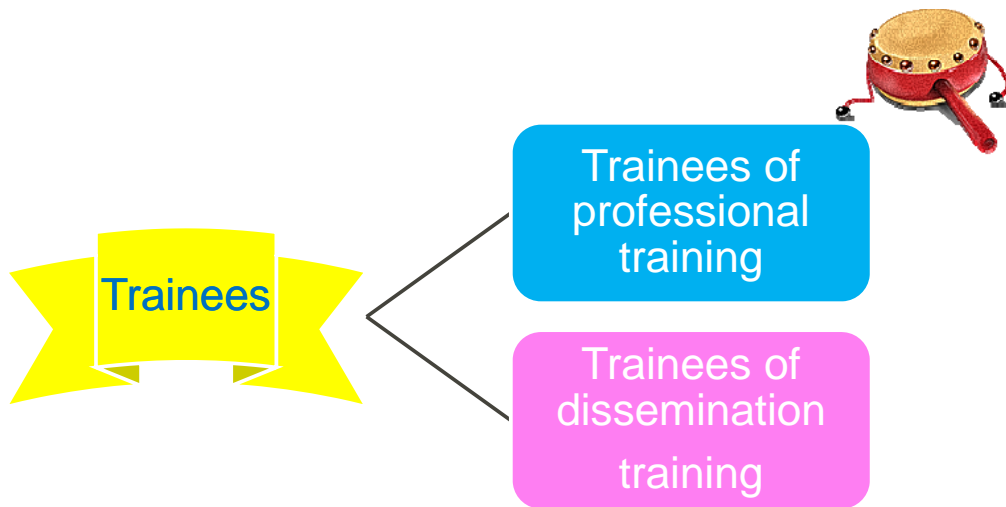 Trainees of
professional
training
Trainees
Trainees of
dissemination
training